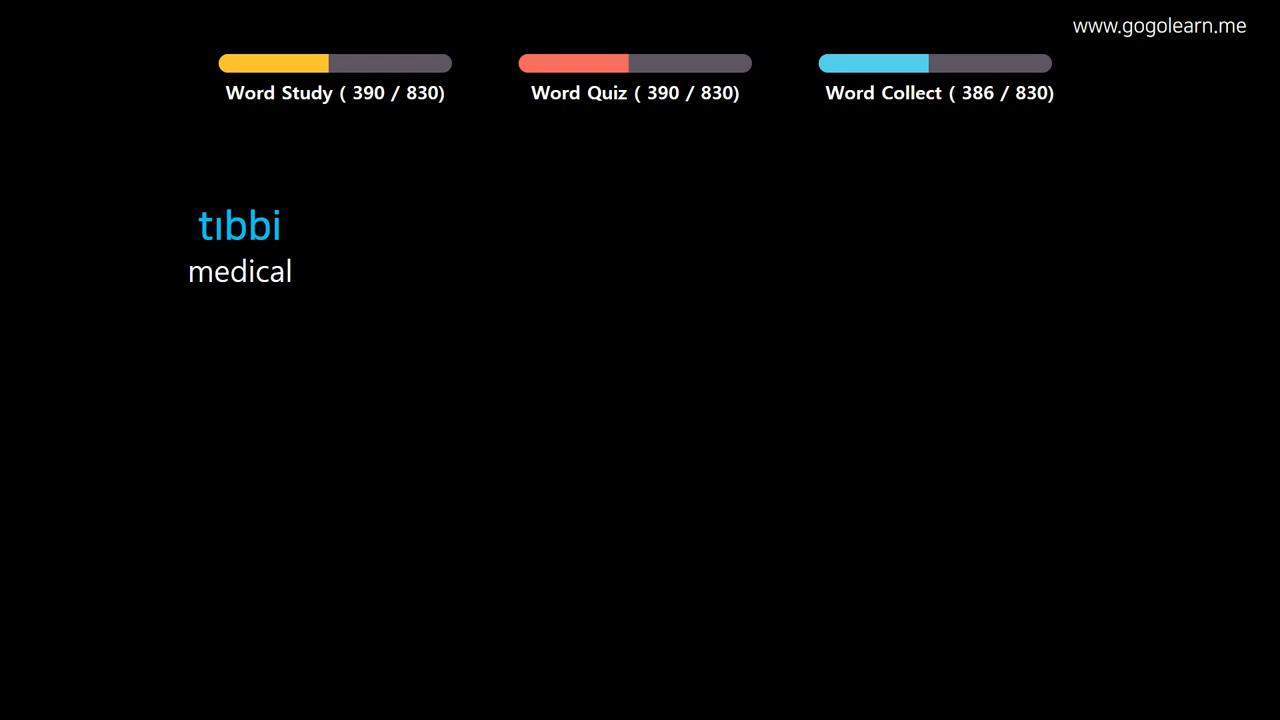 www.gogolearn.me
Word Study ( 390 / 830)
Word Quiz ( 390 / 830)
Word Collect ( 386 / 830)
tıbbi
medical